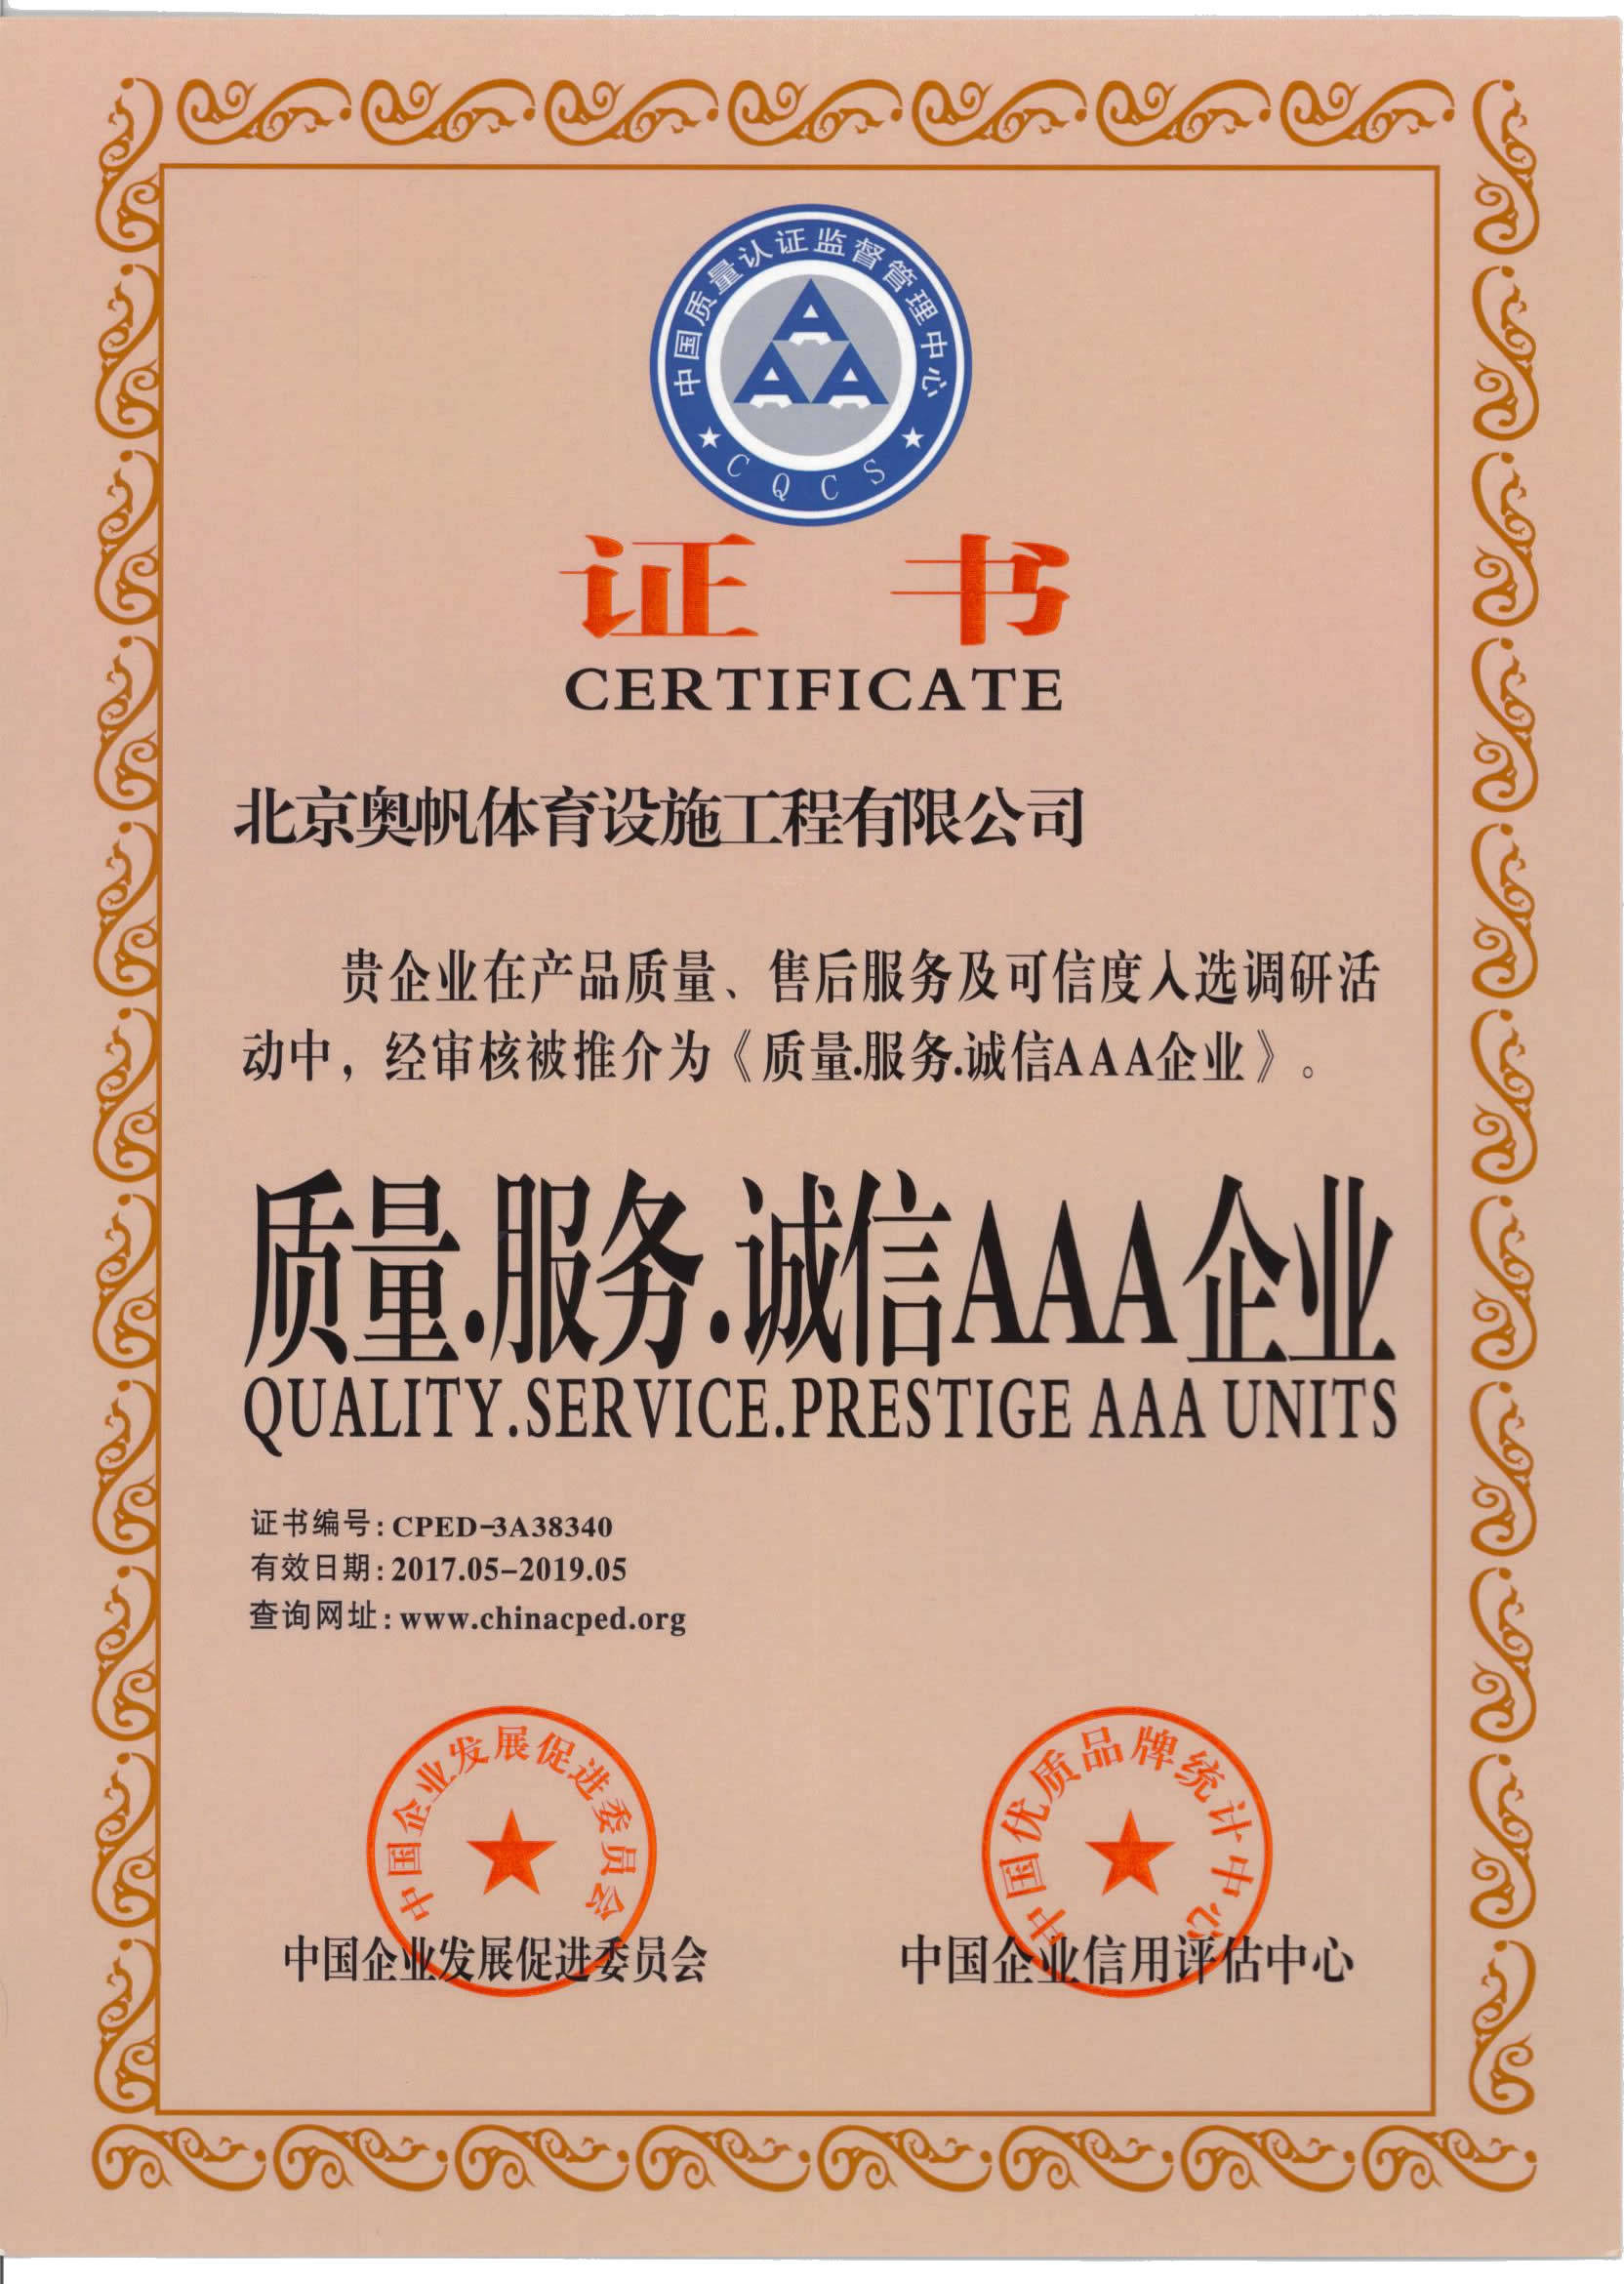 中国质量认证监督管理中心
CQCS
证 书
CERTIFICATE
北京奥帆体育设施工程有限公司
贵企业在产品质量、售后服务及可信度入选调研活
动中，经审核被推介为《质量.服务.诚信AAA企业》。
质量.服务.诚信AAA企业
QUALITY.SERVICE.PRESTIGE AAA UNITS
证书编号:CPED-3A38340
有效日期:2017.05-2019.05
查询网址:www.chinacped.org
中国企业发展促进委员会
中国优质品牌统计中心
中国企业发展促进委员会
中国企业信用评估中心